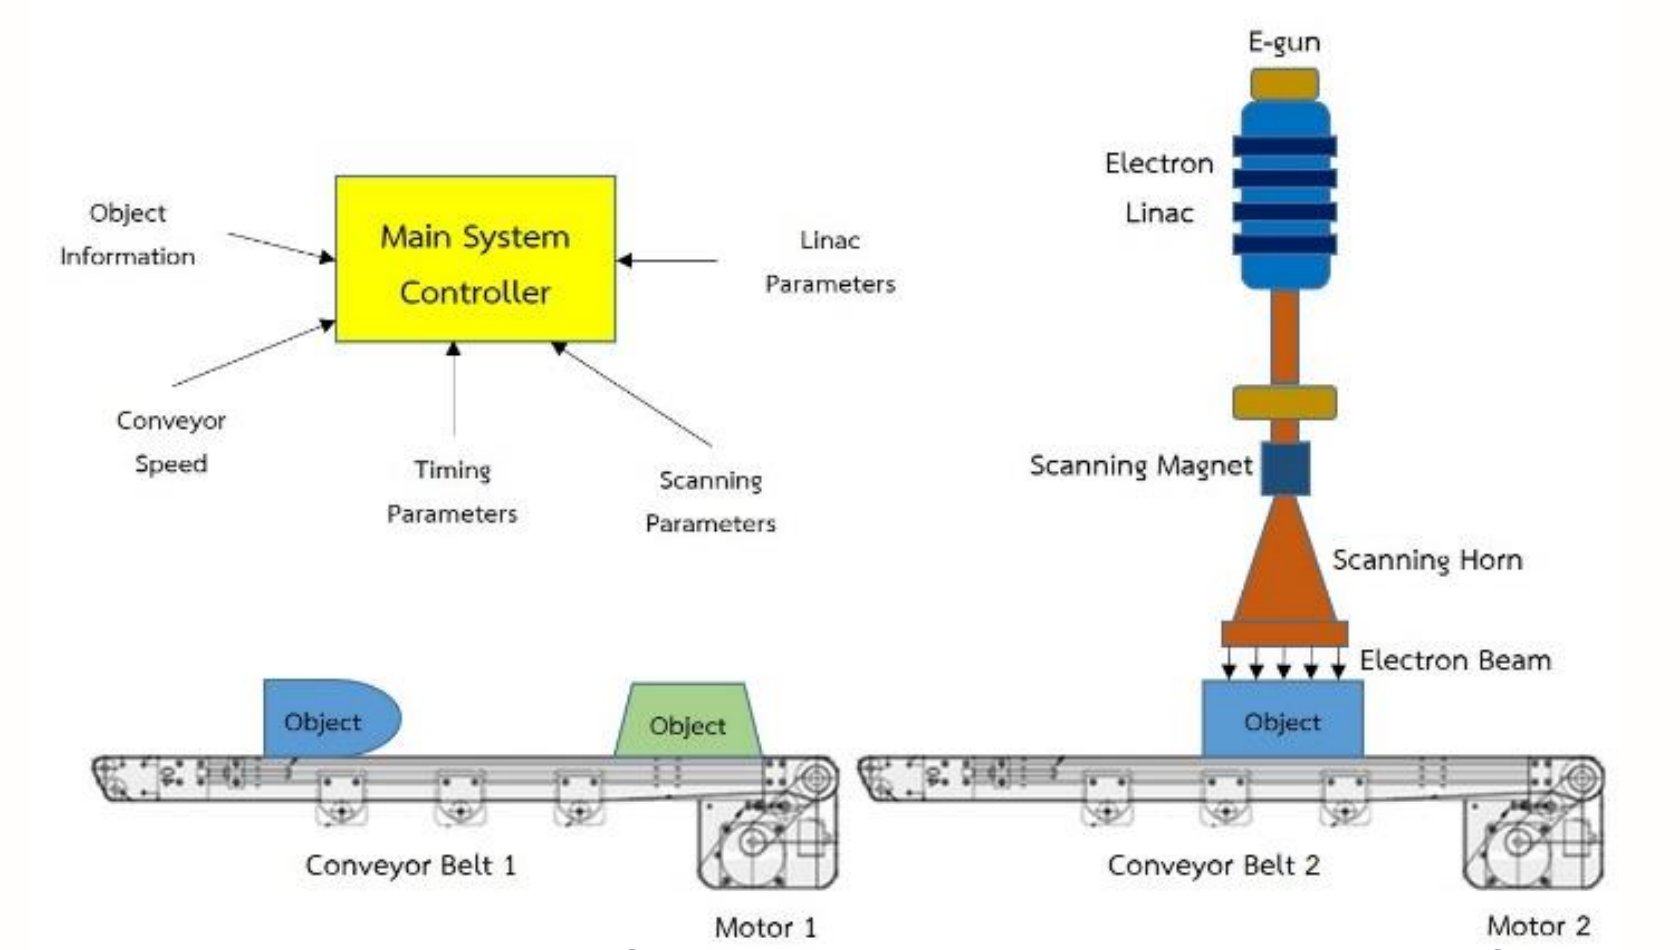 E-gun
Electron
Linac
Object
Information
Main System
Controller
Linac
Parameters
Conveyor
Speed
Timing
Parameters
Scanning
Parameters
Scanning Magnet
Scanning Horn
Electron Beam
Object
Object
Object
Conveyor Belt 1
Conveyor Belt 2
Motor 1
Motor 2